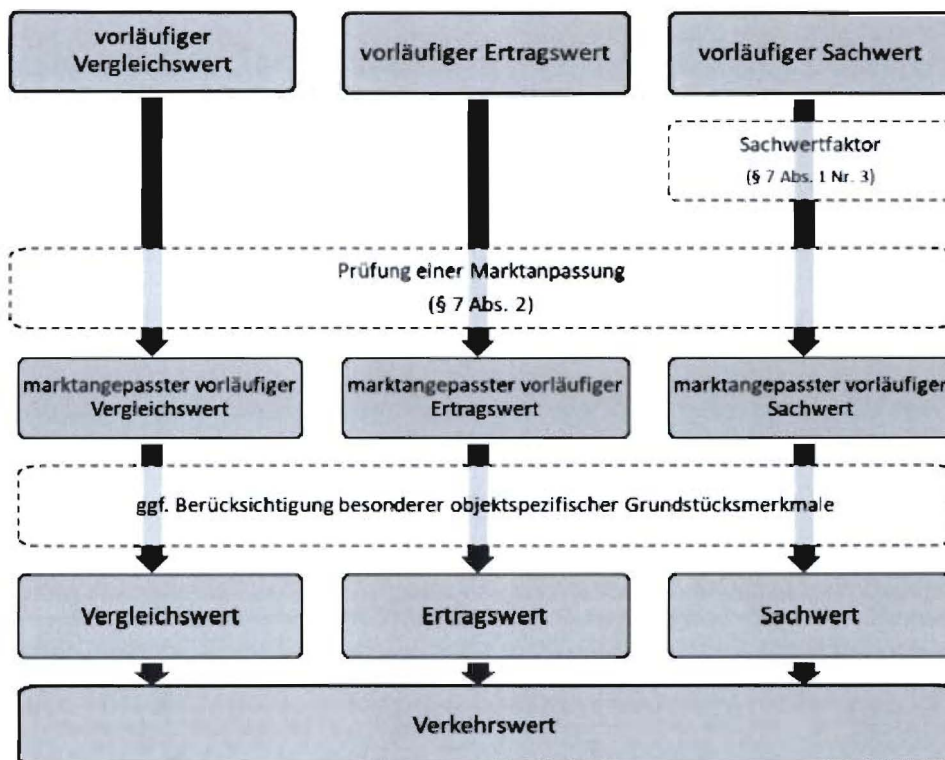 vorläufiger
Vergleichswert
vorläufiger Ertragswert
vorläufiger Sachwert
Sachwertfaktor
(§ 7 Abs. 1 Nr. 3)
Prüfung einer Marktanpassung
(§ 7 Abs. 2)
marktangepasster vorläufiger
Vergleichswert
marktangepasster vorläufiger
Ertragswert
marktangepasster vorläufiger
Sachwert
ggf. Berücksichtigung besonderer objektspezifischer Grundstücksmerkmale
Vergleichswert
Ertragswert
Sachwert
Verkehrswert